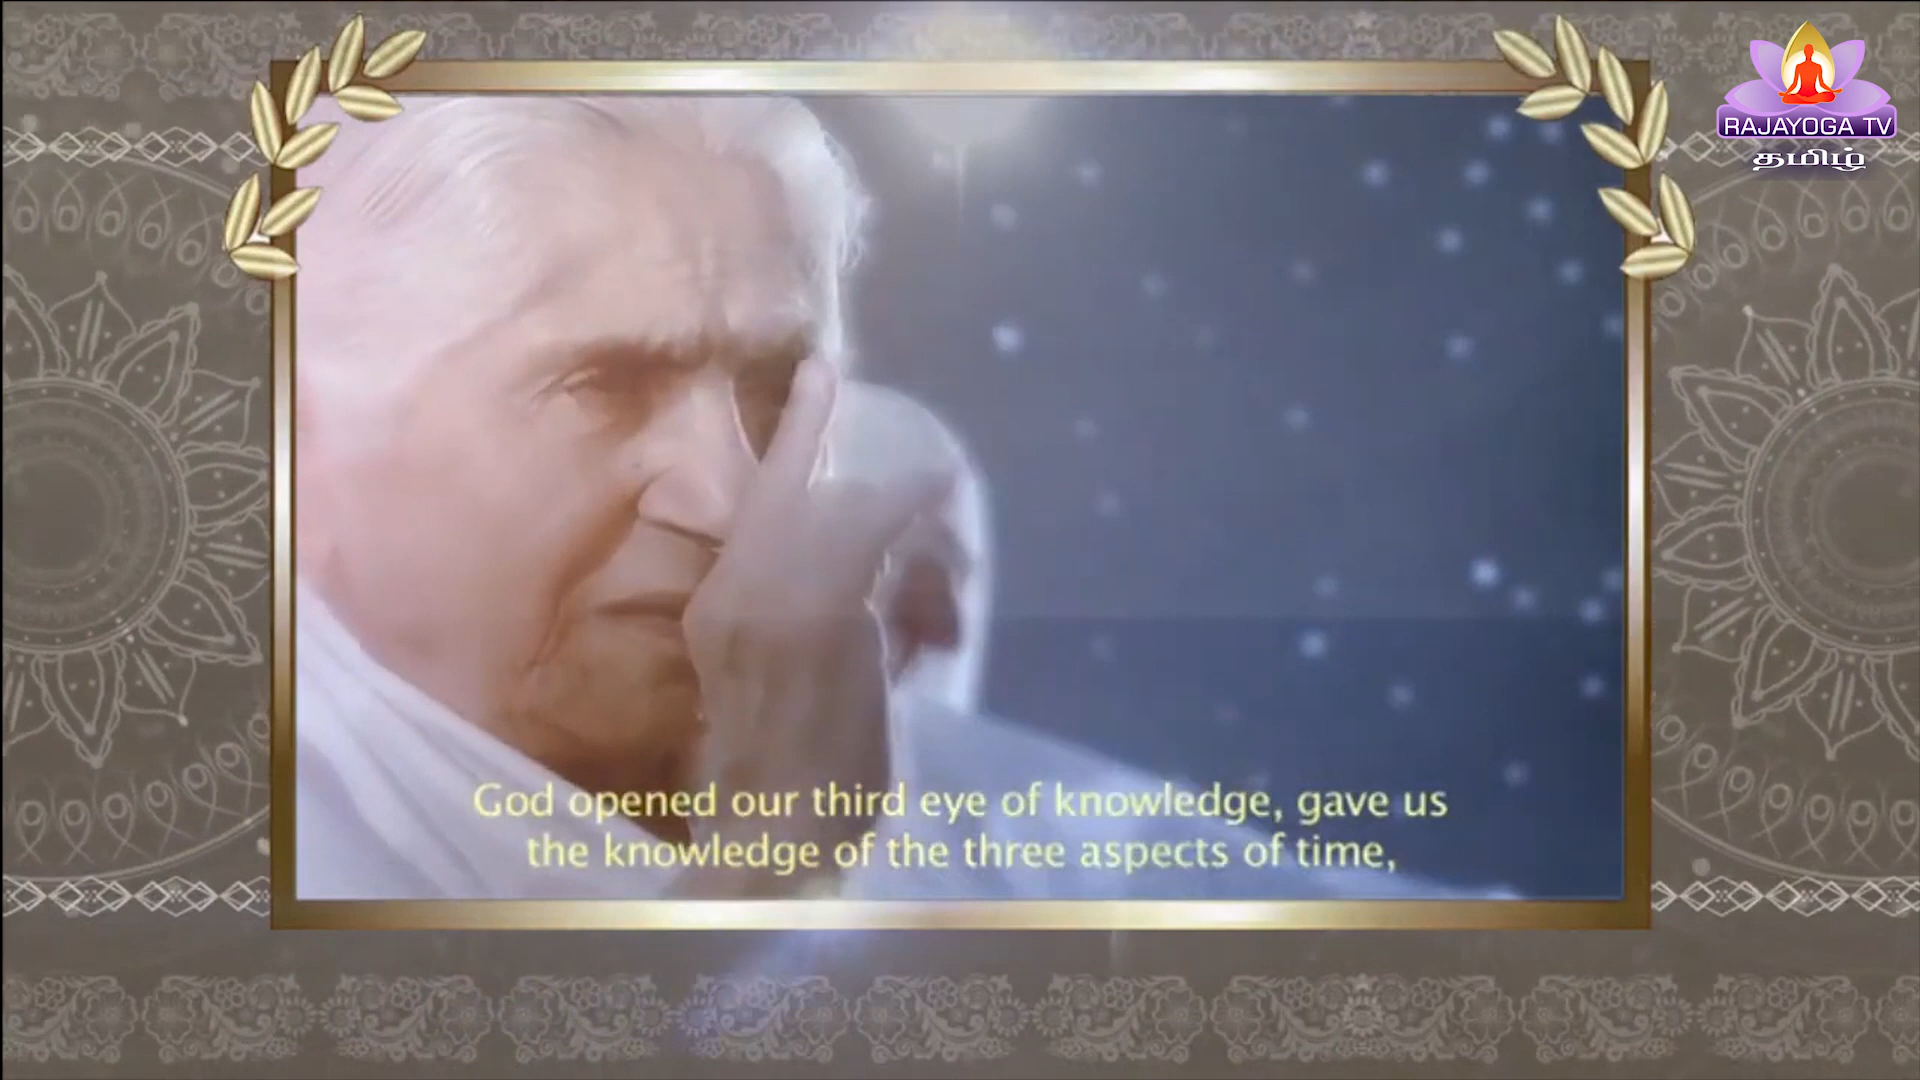 RAJAYOGA TV
தமிழ்
God opened our third eye of knowledge, gave us
the knowledge of the three aspects of time,